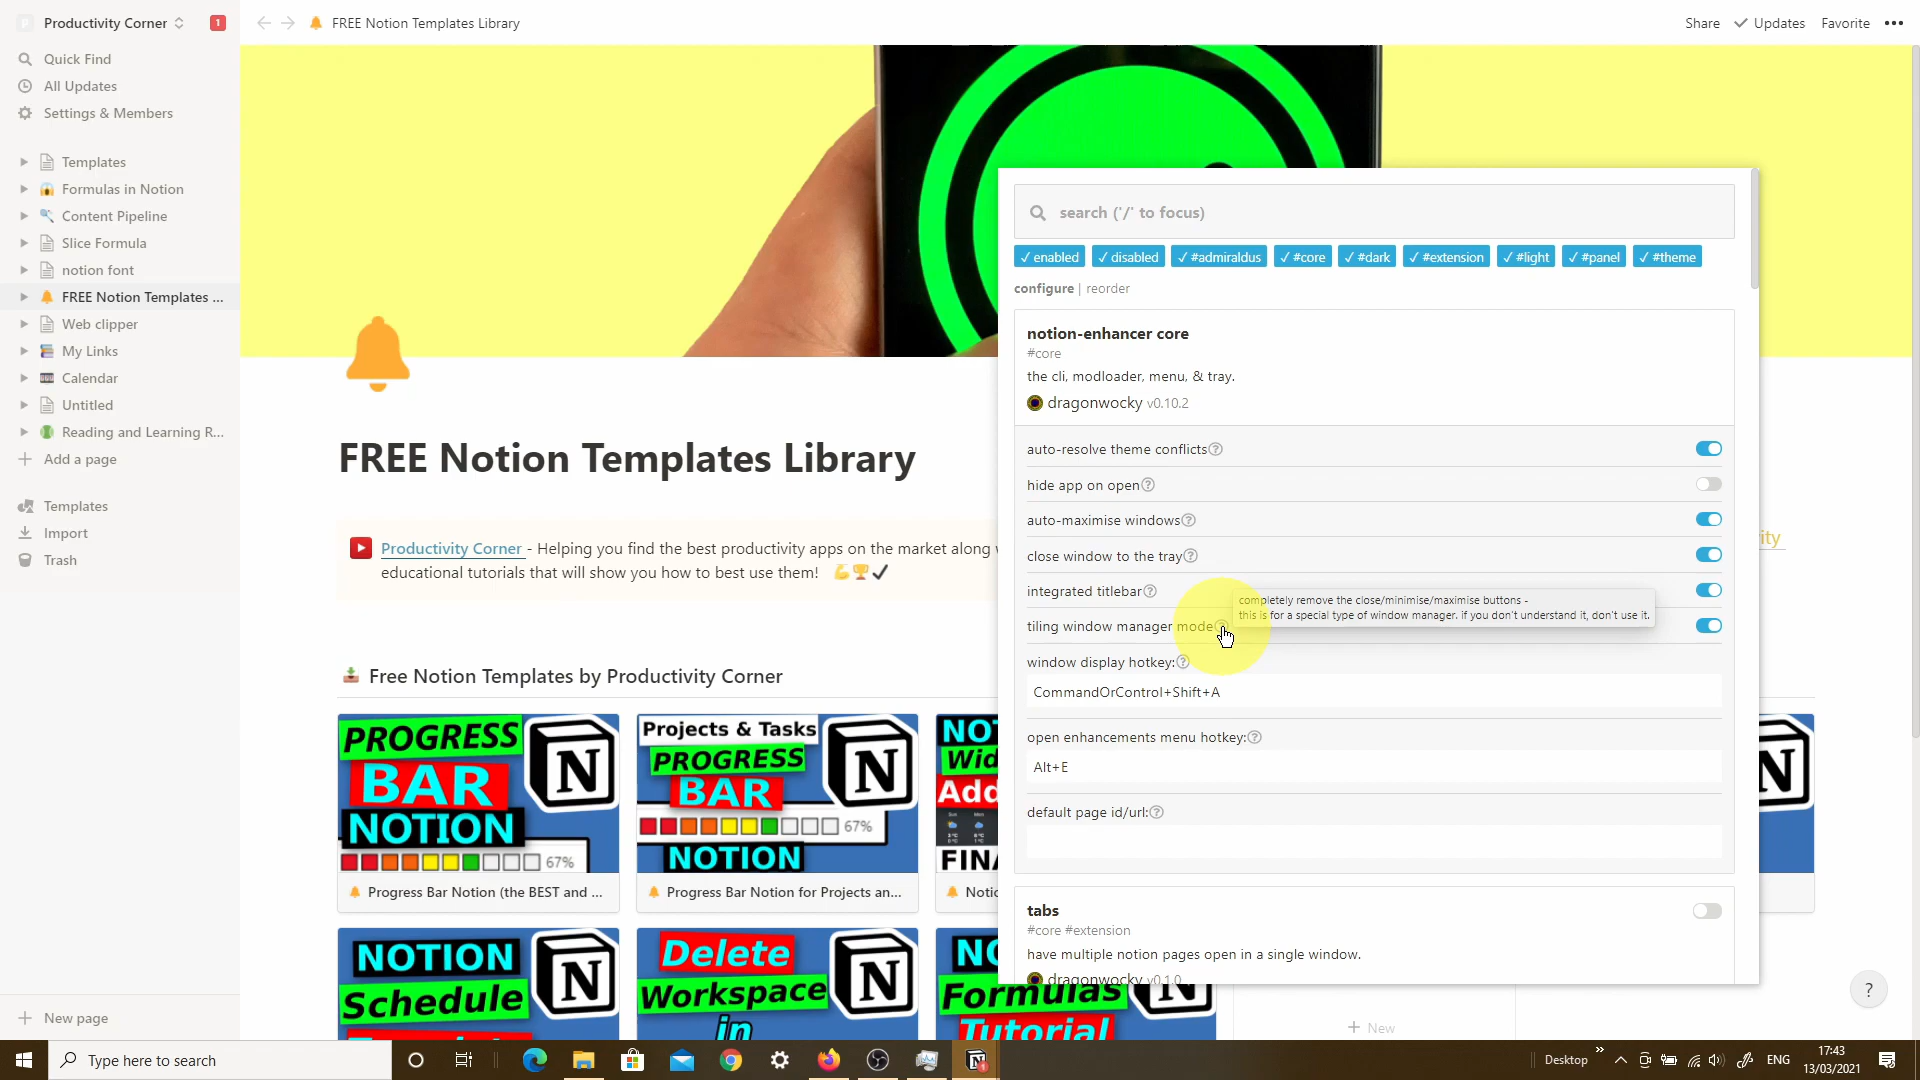 Productivity Corner
1
FREE Notion Templates Library
Share
Updates
Favorite
Quick Find
All Updates
Settings & Members
Templates
Formulas in Notion
Content Pipeline
Slice Formula
notion font
FREE Notion Templates ...
Web clipper
My Links
Calendar
Untitled
Reading and Learning R...
Add a page
Templates
Import
Trash
New page
FREE Notion Templates Library
Productivity Corner - Helping you find the best productivity apps on the market along
educational tutorials that will show you how to best use them!
ity
Free Notion Templates by Productivity Corner
PROGRESS
BAR
NOTION
67%
Progress Bar Notion (the BEST and ...
Projects & Tasks
PROGRESS
BAR
67%
NOTION
Progress Bar Notion for Projects an...
Wid
Add
FIN
Notio
NOTION
Schedule
Delete
Workspace
in
Formulas
Tutorial
New
search ('/' to focus)
✓ enabled
✓ disabled
✓ #admiraldus
✓ #core
✓ #dark
✓ #extension
✓ #light
✓ #panel
✓ #theme
configure | reorder
notion-enhancer core
#core
the cli, modloader, menu, & tray.
dragonwocky v0.10.2
auto-resolve theme conflicts
hide app on open
auto-maximise windows
close window to the tray
integrated titlebar
completely remove the close/minimise/maximise buttons -
this is for a special type of window manager. if you don't understand it, don't use it.
tiling window manager mode
window display hotkey:
CommandOrControl+Shift+A
open enhancements menu hotkey:
Alt+E
default page id/url:
tabs
#core #extension
have multiple notion pages open in a single window.
dragonwocky v0.1.0
?
Type here to search
Desktop
ENG
17:43
13/03/2021